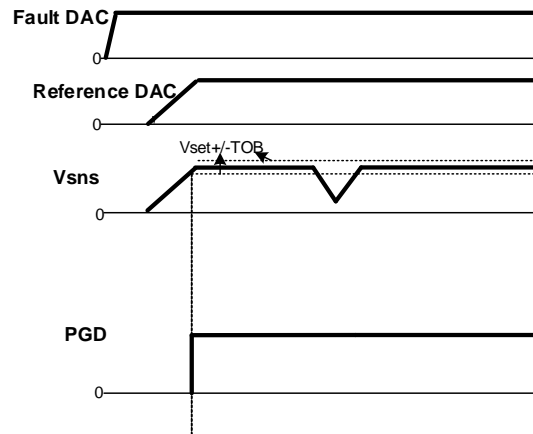 Fault DAC
0
Reference DAC
0
Vset+/-TOB
Vsns
0
PGD
0